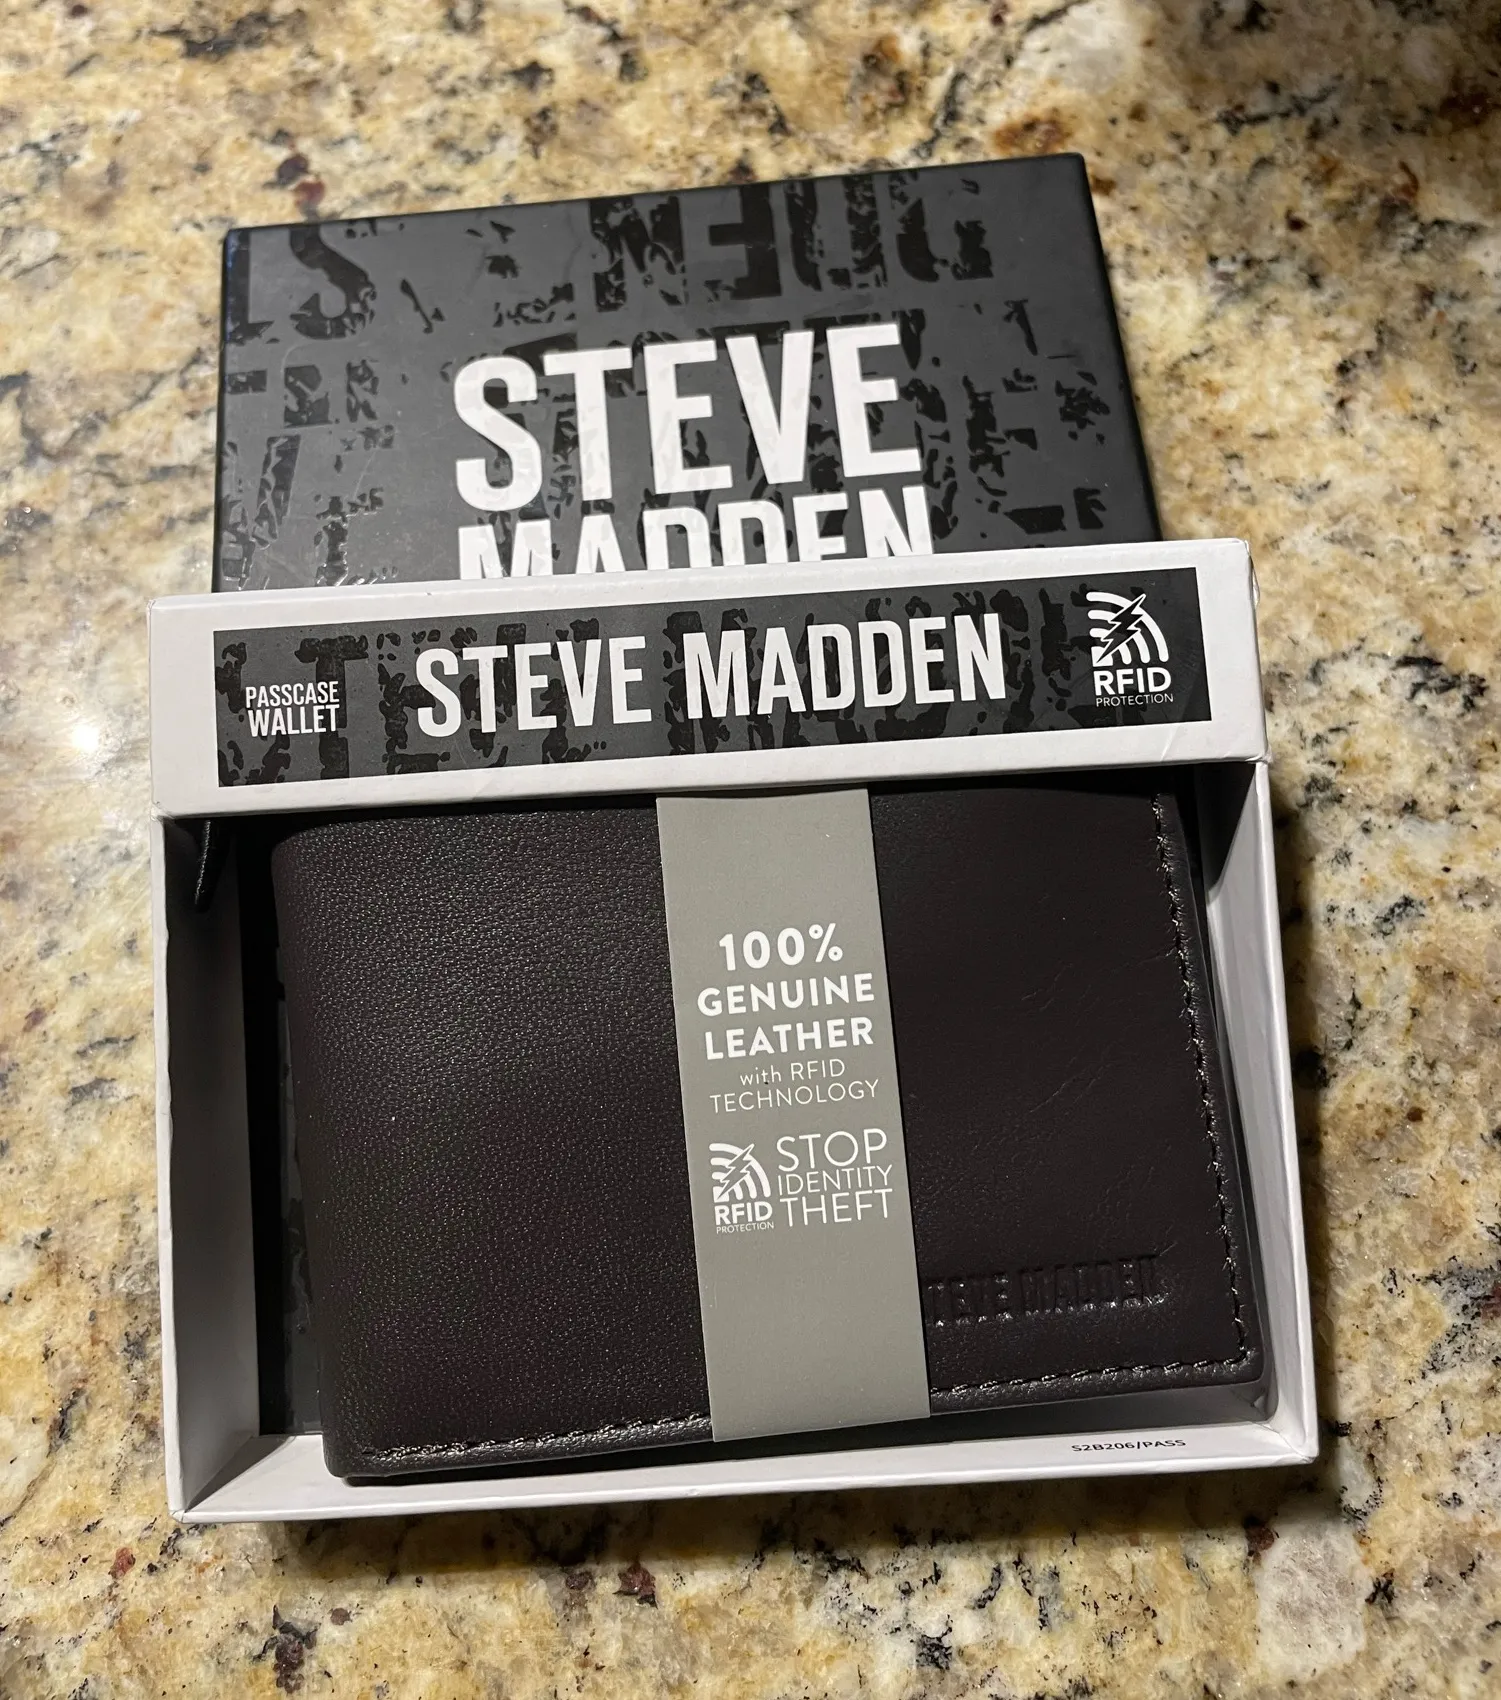 STEVE
MADDEN
PASSCASE
WALLET
STEVE MADDEN
RFID
PROTECTION
100%
GENUINE
LEATHER
with RFID
TECHNOLOGY
RFID
PROTECTION
STOP
IDENTITY
THEFT
TEVE MADDEN
S2B206/PASS